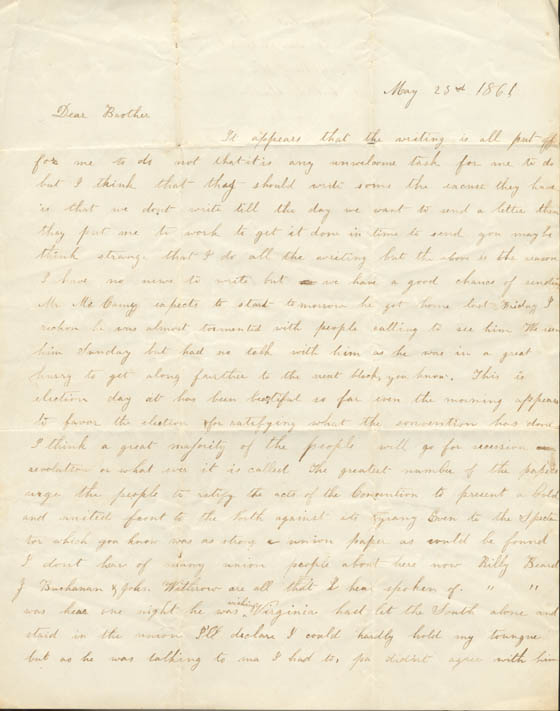 May 23rd 1861
Dear Brother
It appears that the writing is all put off
for me to do not that it is any unwelcome task for me to do
but I think that they should write some the excuse they have
is that we dont write till the day we want to send a letter then
they put me to work to get it done in time to send you maybe
think strange that I do all the writing but the above is the reason
I have no news to write but we have a good chance of sending
Mr Mc expects to start tomorrow he got home last Friday I
reckon he was almost tormented with people calling to see him We seen
him Sunday but had no talk with him as he was in a great
hurry to get along farther to the next block, you know. This is
election day it has been beautiful so far even the morning appears
to favor the election & for ratifying what the convention has done
I think a great majority of the people will go for secession
revolution or what ever it is called The greatest number of the papers
urge the people to ratify the acts of the Convention to present a bold
and united front to the North against its tyrany Even to the Specta
tor which you know was as strong a union paper as could be found
I dont hear of many union people about here now Billy Beard
J Buchanan & John Withrow are all that I hear spoken of. " "
was here one night he was wishing Virginia had let the South alone and
staid in the union I'll declare I could hardly hold my toungue
but as he was talking to ma I had to, pa didint agree with him